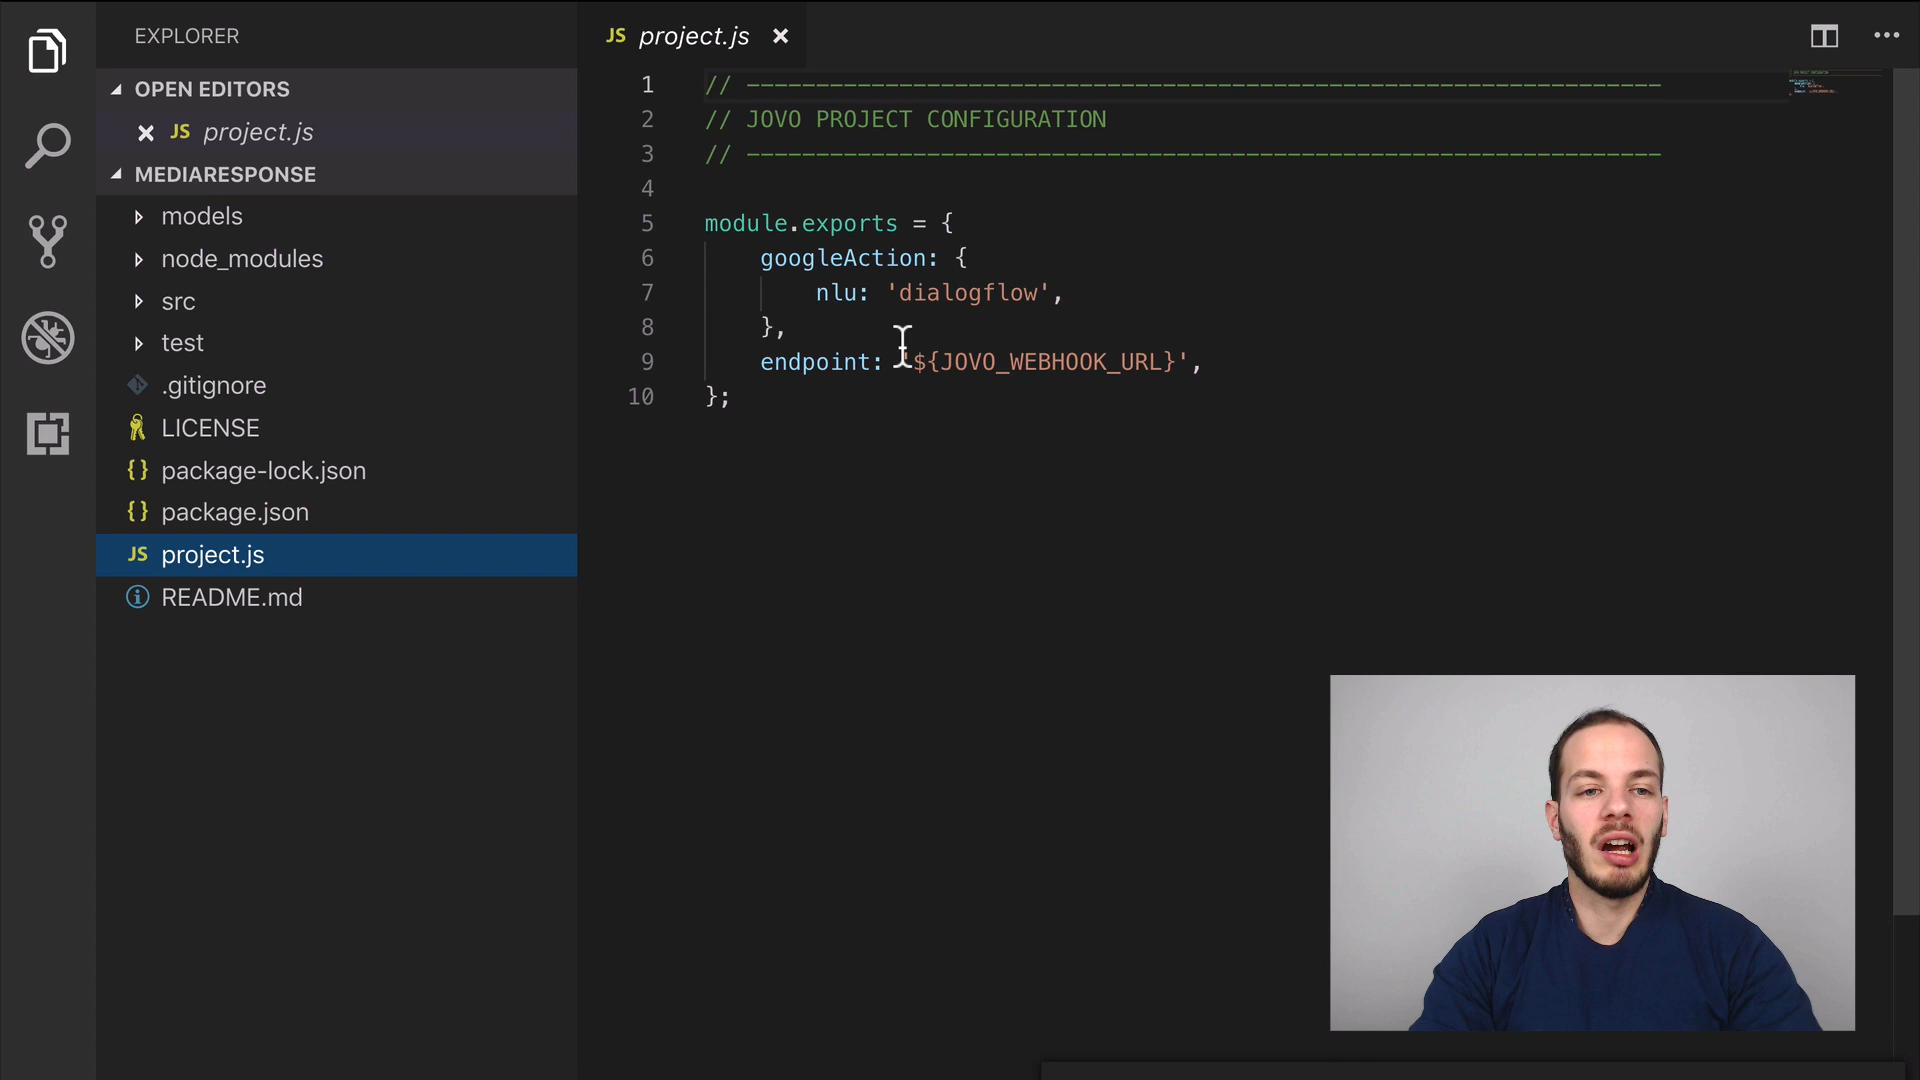 EXPLORER
OPEN EDITORS
JS project.js
MEDIARESPONSE
models
node_modules
src
test
.gitignore
LICENSE
{} package-lock.json
{} package.json
JS project.js
README.md
JS project.js
1 // ------------------------------------------------------------------
2 // JOVO PROJECT CONFIGURATION
3 // ------------------------------------------------------------------
4
5 module.exports = {
6 googleAction: {
7 nlu: 'dialogflow',
8 },
9 endpoint: '${JOVO_WEBHOOK_URL}',
10 };